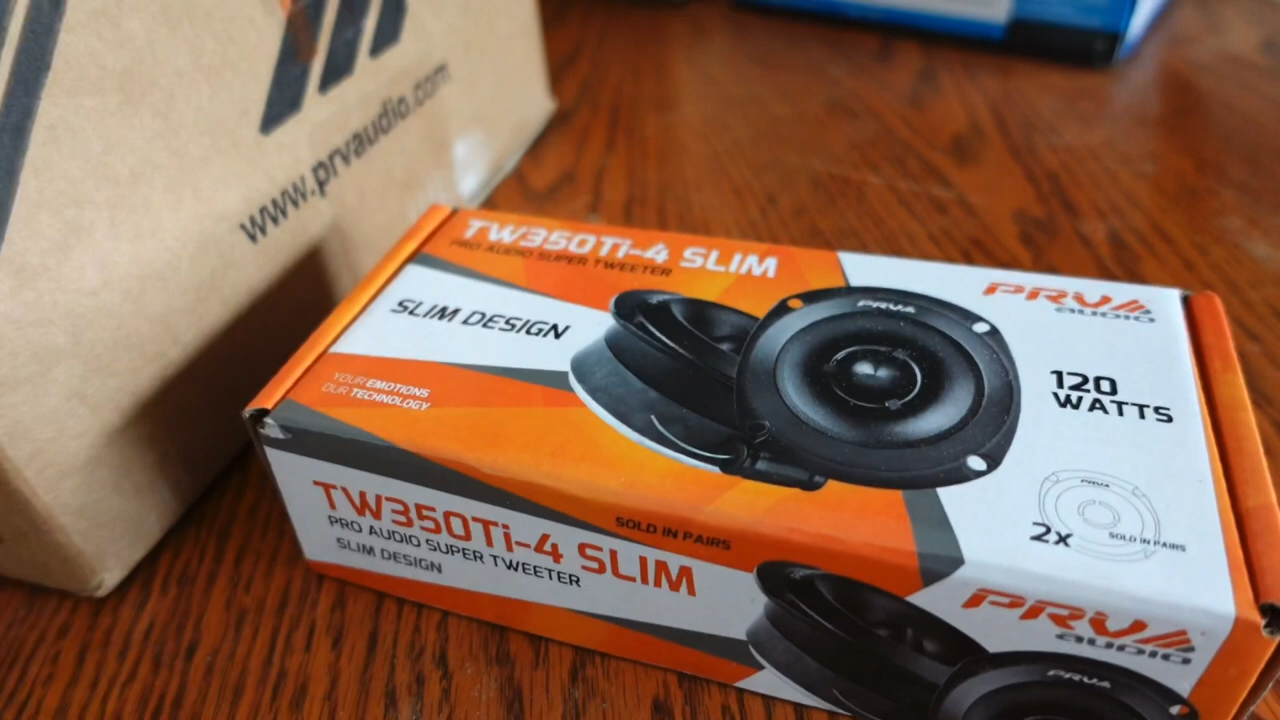 www.prvaudio.com
TW350Ti-4 SLIM
PRO AUDIO SUPER TWEETER
SLIM DESIGN
YOUR EMOTIONS
OUR TECHNOLOGY
PRVA
PRV
audio
120
WATTS
PRVA
2x
SOLD IN PAIRS
TW350Ti-4 SLIM
PRO AUDIO SUPER TWEETER
SLIM DESIGN
SOLD IN PAIRS
PRV
audio
PRVA